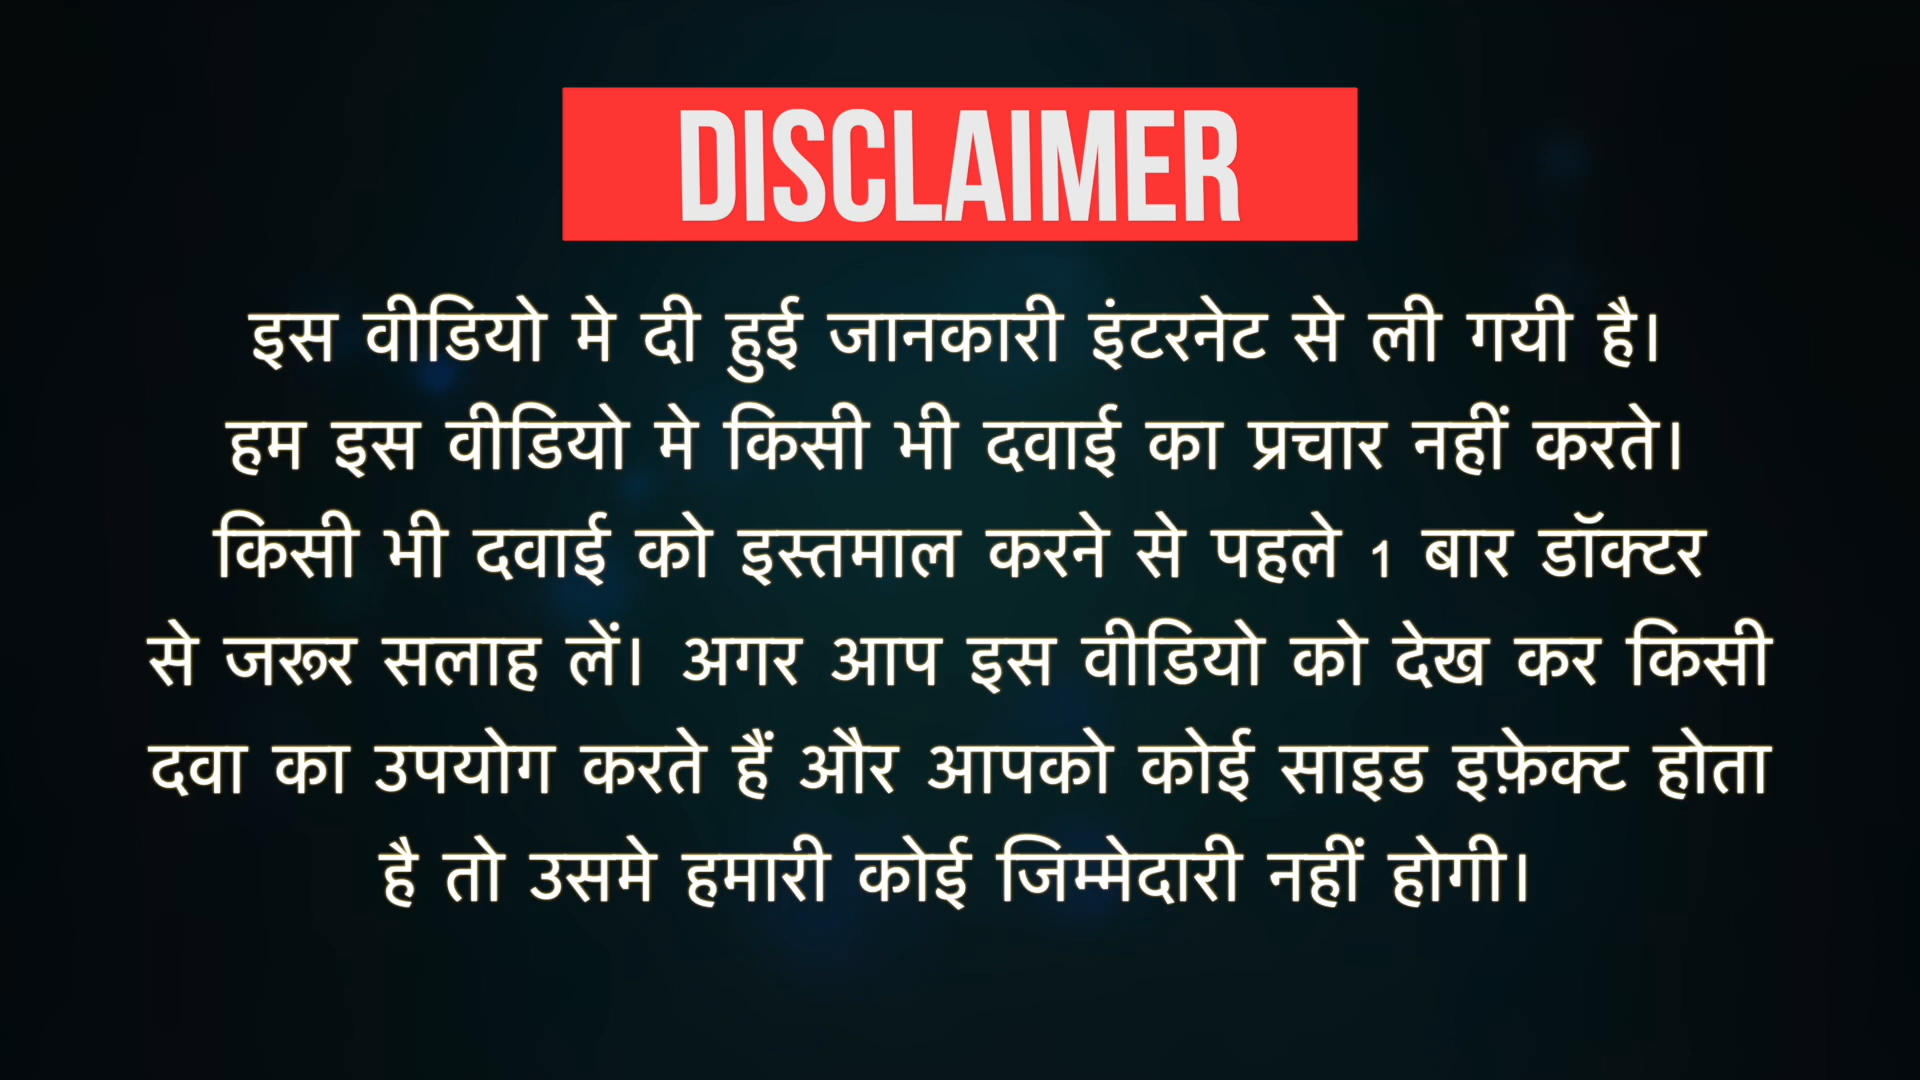 DISCLAIMER
इस वीडियो मे दी हुई जानकारी इंटरनेट से ली गयी है।
हम इस वीडियो मे किसी भी दवाई का प्रचार नहीं करते।
किसी भी दवाई को इस्तमाल करने से पहले 1 बार डॉक्टर
से जरूर सलाह लें। अगर आप इस वीडियो को देख कर किसी
दवा का उपयोग करते हैं और आपको कोई साइड इफ़ेक्ट होता
है तो उसमे हमारी कोई जिम्मेदारी नहीं होगी।